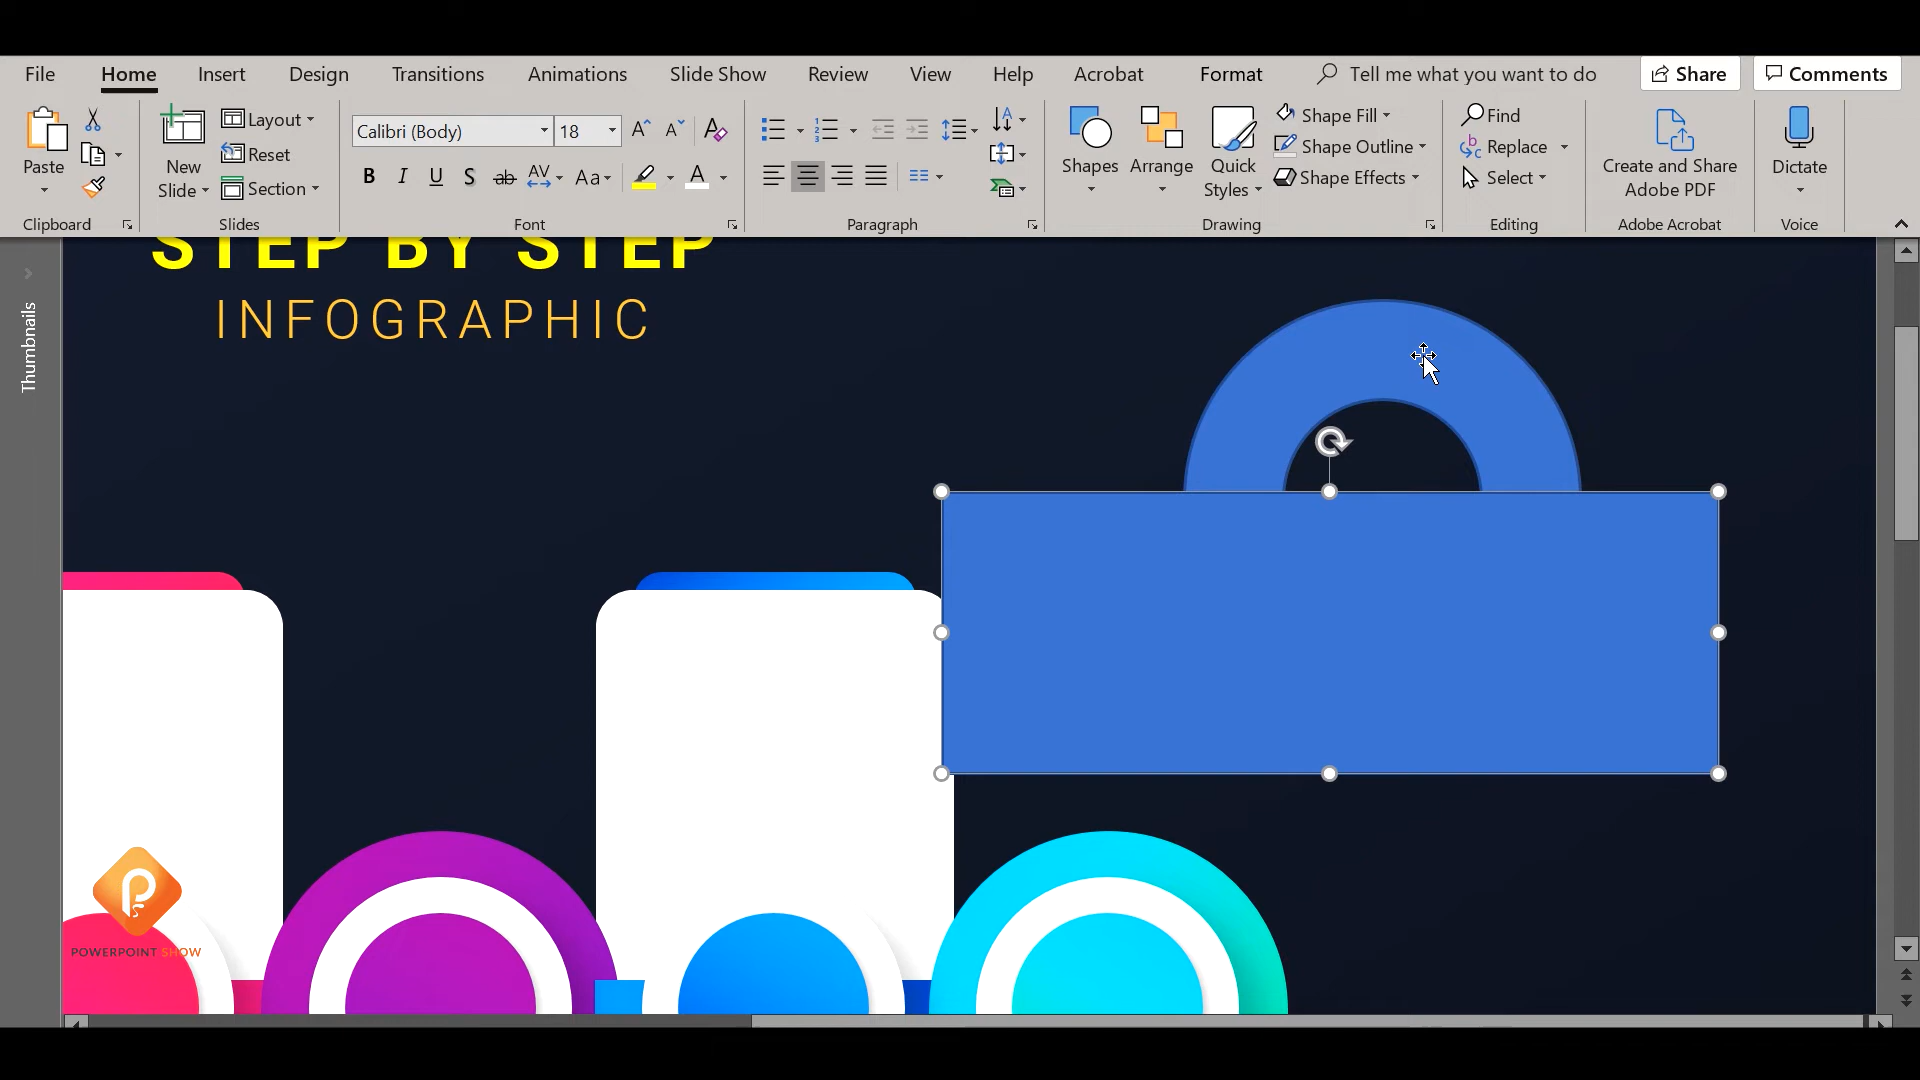 File Home Insert Design Transitions Animations Slide Show Review View Help Acrobat Format Tell me what you want to do Share Comments
Paste
Clipboard
New
Slide
Layout
Reset
Section
Slides
Calibri (Body) 18
B I U S ab AV Aa A
Font
Paragraph
Shapes
Arrange
Quick
Styles
Shape Fill
Shape Outline
Shape Effects
Drawing
Find
Replace
Select
Editing
Create and Share
Adobe PDF
Adobe Acrobat
Dictate
Voice
Thumbnails
STEP BY STEP
INFOGRAPHIC
POWERPOINT SHOW